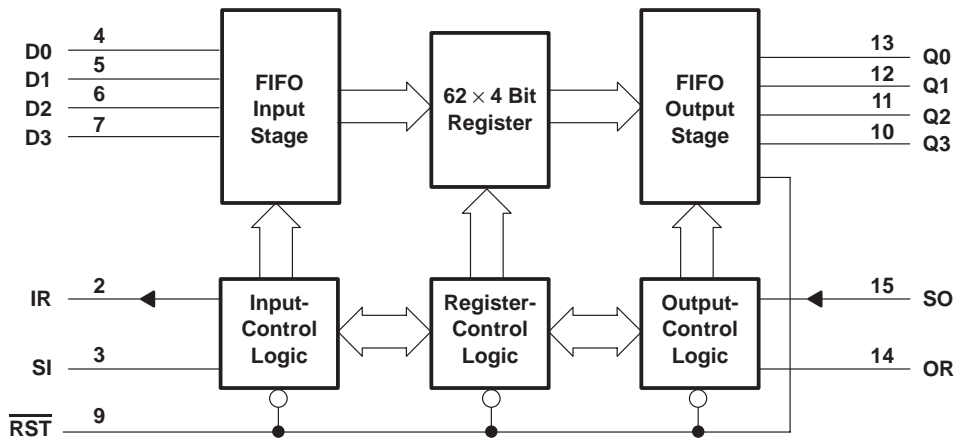 D0
4
D1
5
D2
6
D3
7
FIFO
Input
Stage
62 × 4 Bit
Register
FIFO
Output
Stage
13
Q0
12
Q1
11
Q2
10
Q3
IR
2
SI
3
Input-
Control
Logic
Register-
Control
Logic
Output-
Control
Logic
15
SO
14
OR
RST
9